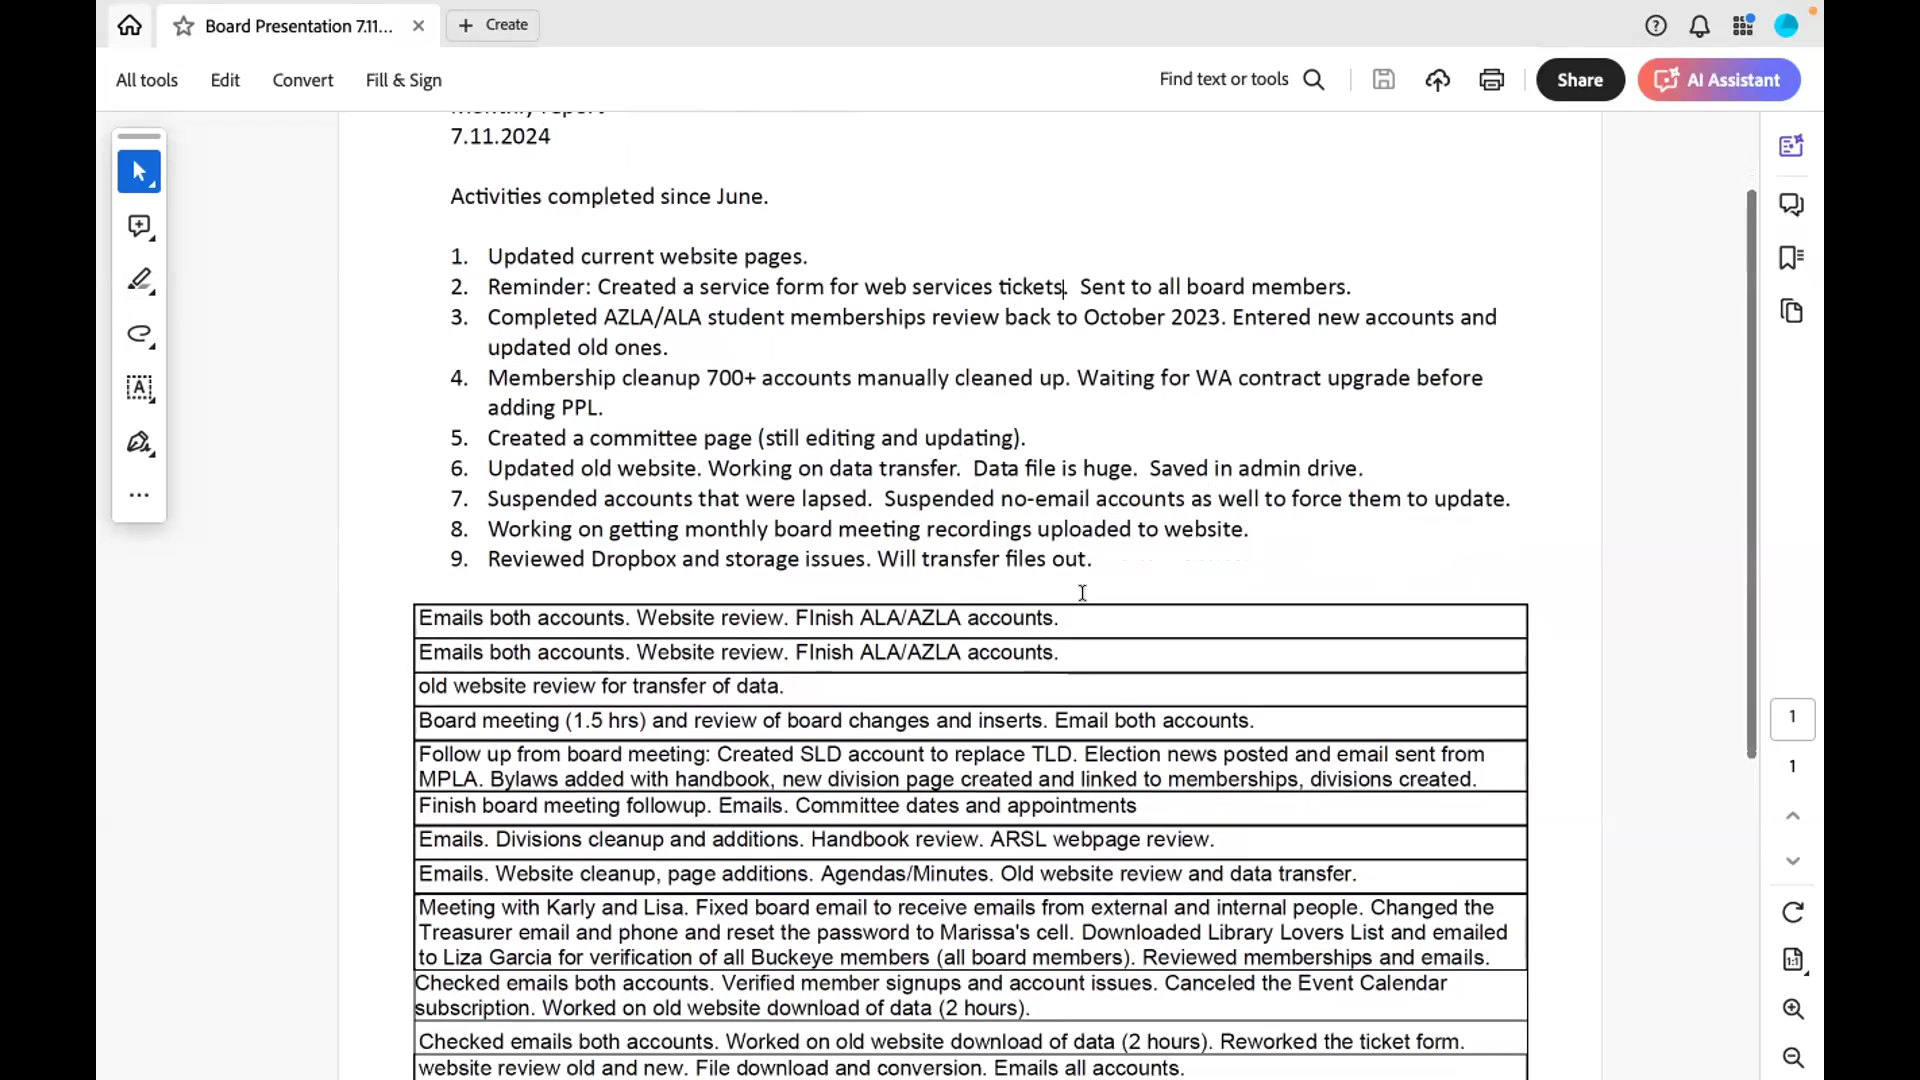 Board Presentation 7.11...
Create
All tools
Edit
Convert
Fill & Sign
Find text or tools
Share
AI Assistant
Monthly report
7.11.2024
Activities completed since June.
1. Updated current website pages.
2. Reminder: Created a service form for web services tickets. Sent to all board members.
3. Completed AZLA/ALA student memberships review back to October 2023. Entered new accounts and
updated old ones.
4. Membership cleanup 700+ accounts manually cleaned up. Waiting for WA contract upgrade before
adding PPL.
5. Created a committee page (still editing and updating).
6. Updated old website. Working on data transfer. Data file is huge. Saved in admin drive.
7. Suspended accounts that were lapsed. Suspended no-email accounts as well to force them to update.
8. Working on getting monthly board meeting recordings uploaded to website.
9. Reviewed Dropbox and storage issues. Will transfer files out.
Emails both accounts. Website review. FInish ALA/AZLA accounts.
Emails both accounts. Website review. FInish ALA/AZLA accounts.
old website review for transfer of data.
Board meeting (1.5 hrs) and review of board changes and inserts. Email both accounts.
Follow up from board meeting: Created SLD account to replace TLD. Election news posted and email sent from
MPLA. Bylaws added with handbook, new division page created and linked to memberships, divisions created.
Finish board meeting followup. Emails. Committee dates and appointments
Emails. Divisions cleanup and additions. Handbook review. ARSL webpage review.
Emails. Website cleanup, page additions. Agendas/Minutes. Old website review and data transfer.
Meeting with Karly and Lisa. Fixed board email to receive emails from external and internal people. Changed the
Treasurer email and phone and reset the password to Marissa's cell. Downloaded Library Lovers List and emailed
to Liza Garcia for verification of all Buckeye members (all board members). Reviewed memberships and emails.
Checked emails both accounts. Verified member signups and account issues. Canceled the Event Calendar
subscription. Worked on old website download of data (2 hours).
Checked emails both accounts. Worked on old website download of data (2 hours). Reworked the ticket form.
website review old and new. File download and conversion. Emails all accounts.
1
1
1:1